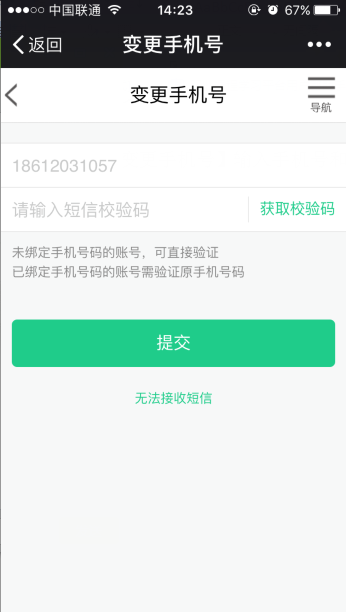 中国联通 14:23 67%
返回 变更手机号
变更手机号 导航
18612031057
请输入短信校验码 获取校验码
未绑定手机号码的账号，可直接验证
已绑定手机号码的账号需验证原手机号码
提交
无法接收短信